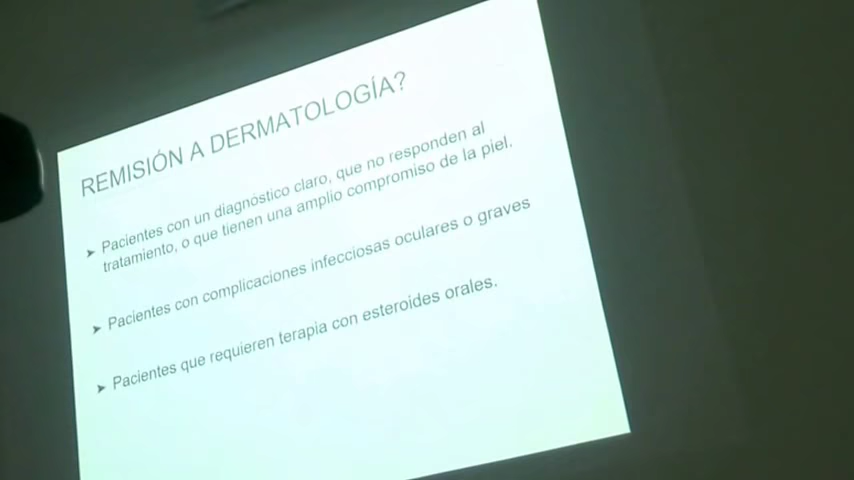 REMISIÓN A DERMATOLOGÍA?
➤ Pacientes con un diagnóstico claro, que no responden al
tratamiento, o que tienen una amplio compromiso de la piel.
➤ Pacientes con complicaciones infecciosas oculares o graves
➤ Pacientes que requieren terapia con esteroides orales.